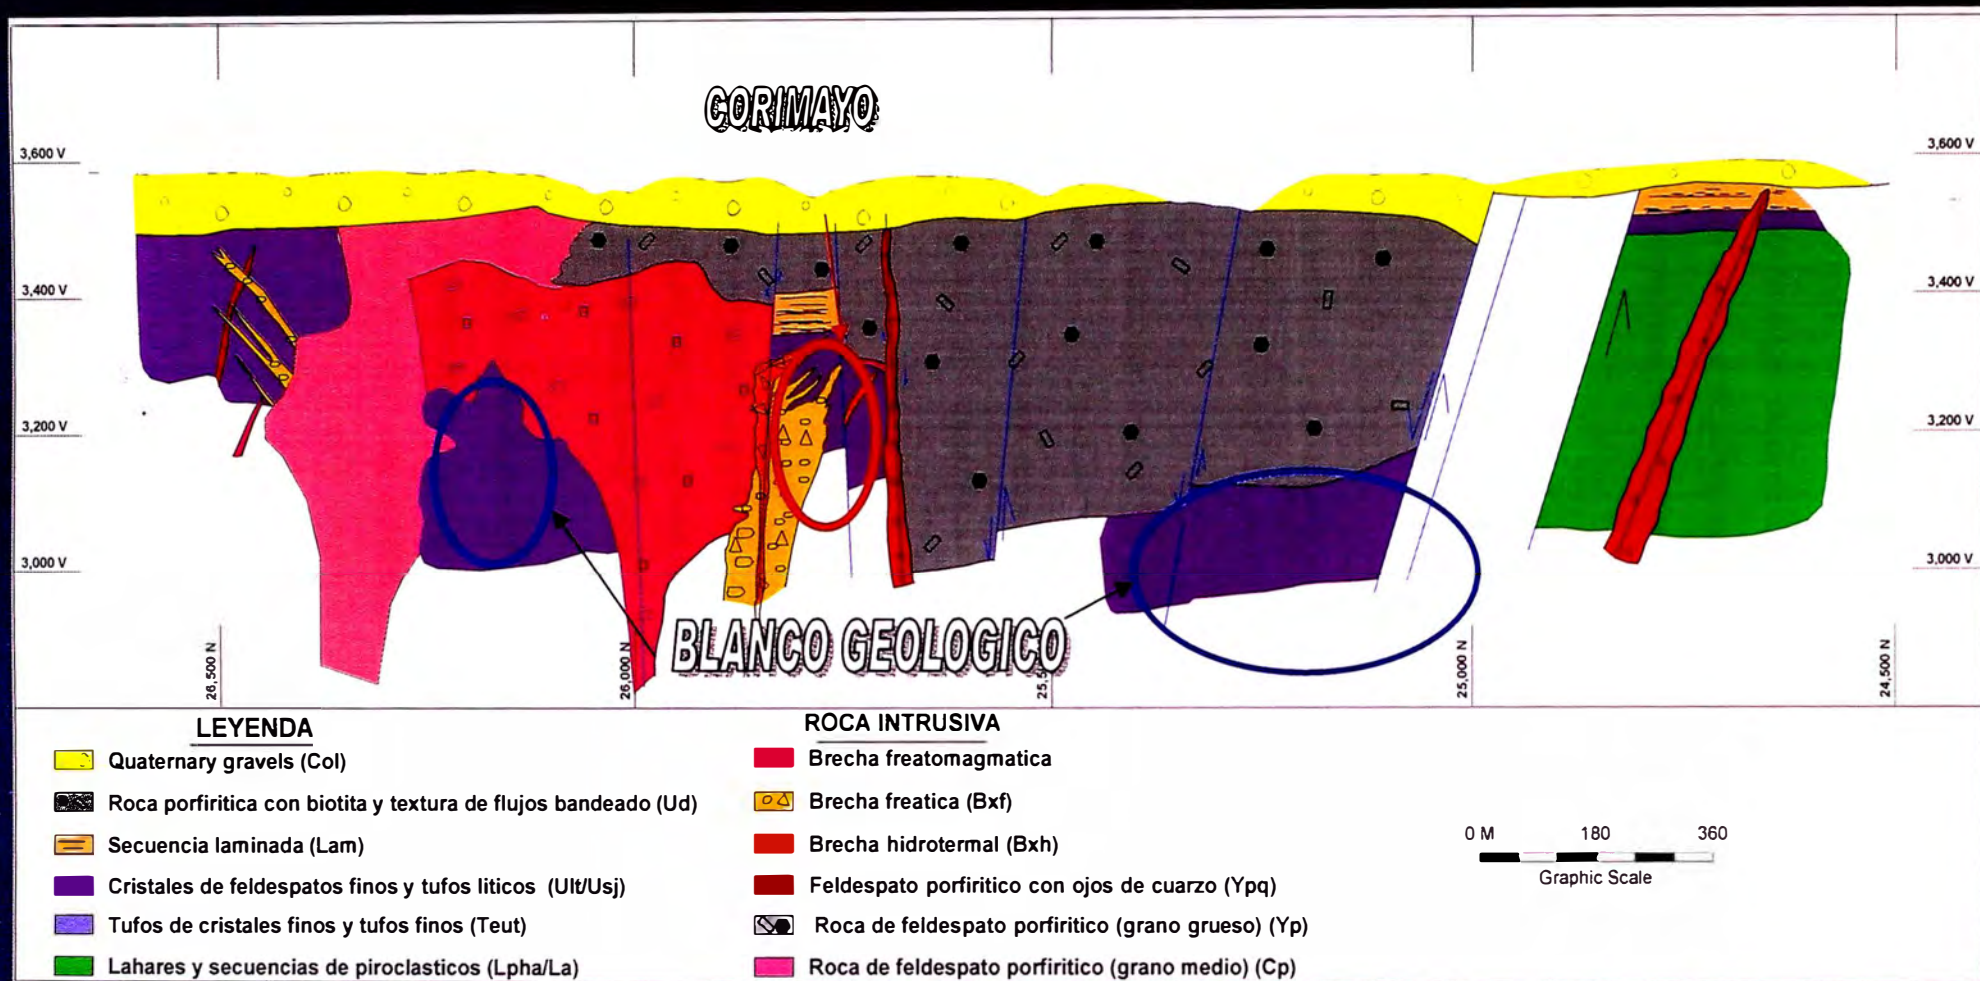 CORIMAYO
3,600 V
3,600 V
3,400 V
3,400 V
3,200 V
3,200 V
3,000 V
3,000 V
BLANCO GEOLOGICO
26,500 N
26,000 N
25,000 N
24,500 N
LEYENDA
Quaternary gravels (Col)
Roca porfiritica con biotita y textura de flujos bandeado (Ud)
Secuencia laminada (Lam)
Cristales de feldespatos finos y tufos liticos (Ult/Usj)
Tufos de cristales finos y tufos finos (Teut)
Lahares y secuencias de piroclasticos (Lpha/La)
ROCA INTRUSIVA
Brecha freatomagmatica
Brecha freatica (Bxf)
Brecha hidrotermal (Bxh)
Feldespato porfiritico con ojos de cuarzo (Ypq)
Roca de feldespato porfiritico (grano grueso) (Yp)
Roca de feldespato porfiritico (grano medio) (Cp)
0 M 180 360
Graphic Scale